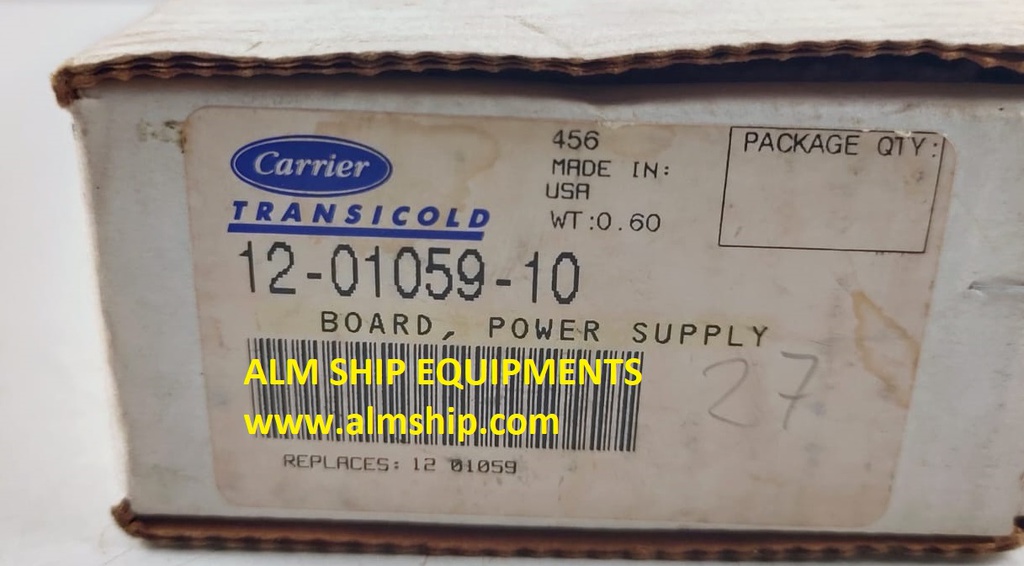 Carrier
TRANSICOLD
456
MADE IN:
USA
WT:0.60
PACKAGE QTY:
12-01059-10
BOARD, POWER SUPPLY
ALM SHIP EQUIPMENTS
www.almship.com
27
REPLACES: 12 01059